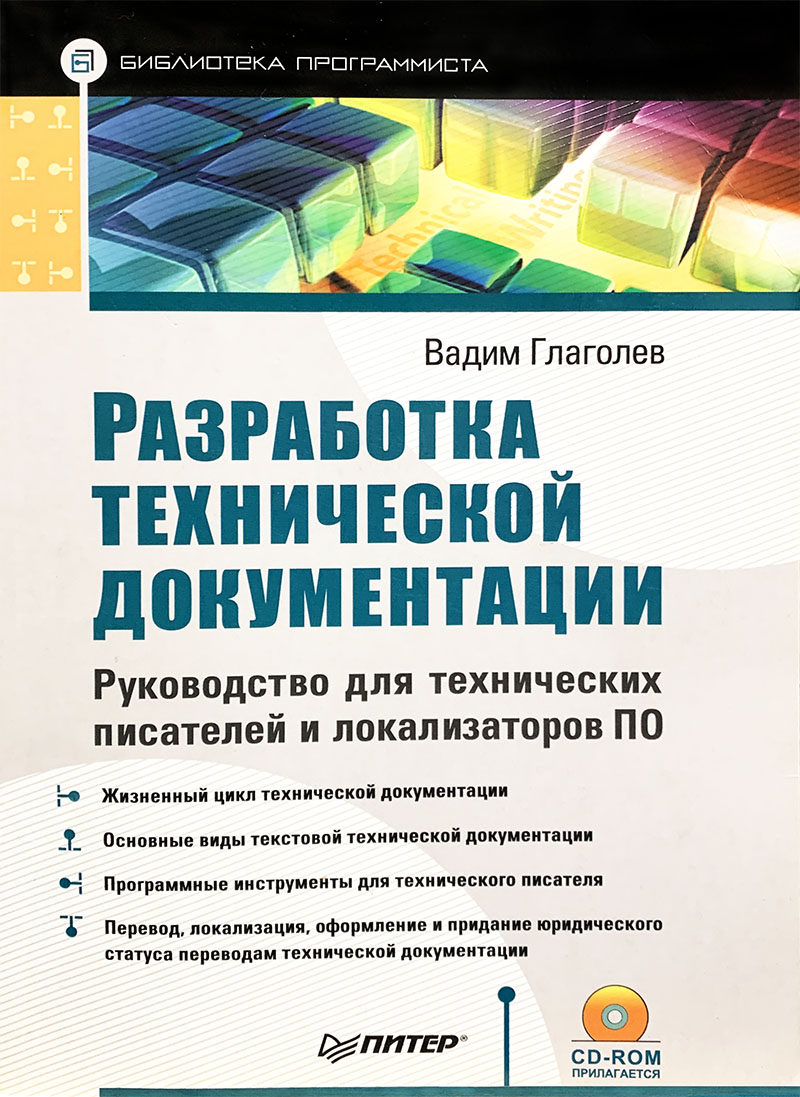 БИБЛИОТЕКА ПРОГРАММИСТА
Technical
Writing
Вадим Глаголев
РАЗРАБОТКА
ТЕХНИЧЕСКОЙ
ДОКУМЕНТАЦИИ
Руководство для технических
писателей и локализаторов ПО
Жизненный цикл технической документации
Основные виды текстовой технической документации
Программные инструменты для технического писателя
Перевод, локализация, оформление и придание юридического
статуса переводам технической документации
ПИТЕР®
CD-ROM
ПРИЛАГАЕТСЯ